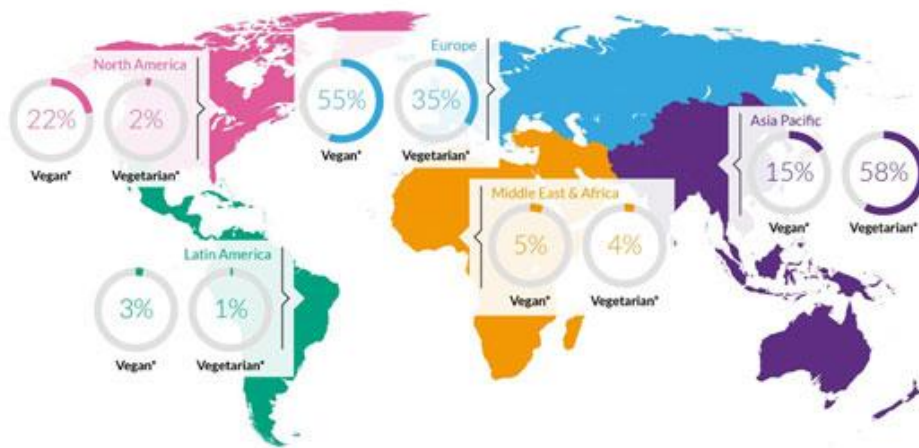 North America
22%
2%
Vegan*
Vegetarian*
Europe
55%
35%
Vegan*
Vegetarian*
Asia Pacific
15%
58%
Vegan*
Vegetarian*
Middle East & Africa
5%
4%
Vegan*
Vegetarian*
Latin America
3%
1%
Vegan*
Vegetarian*